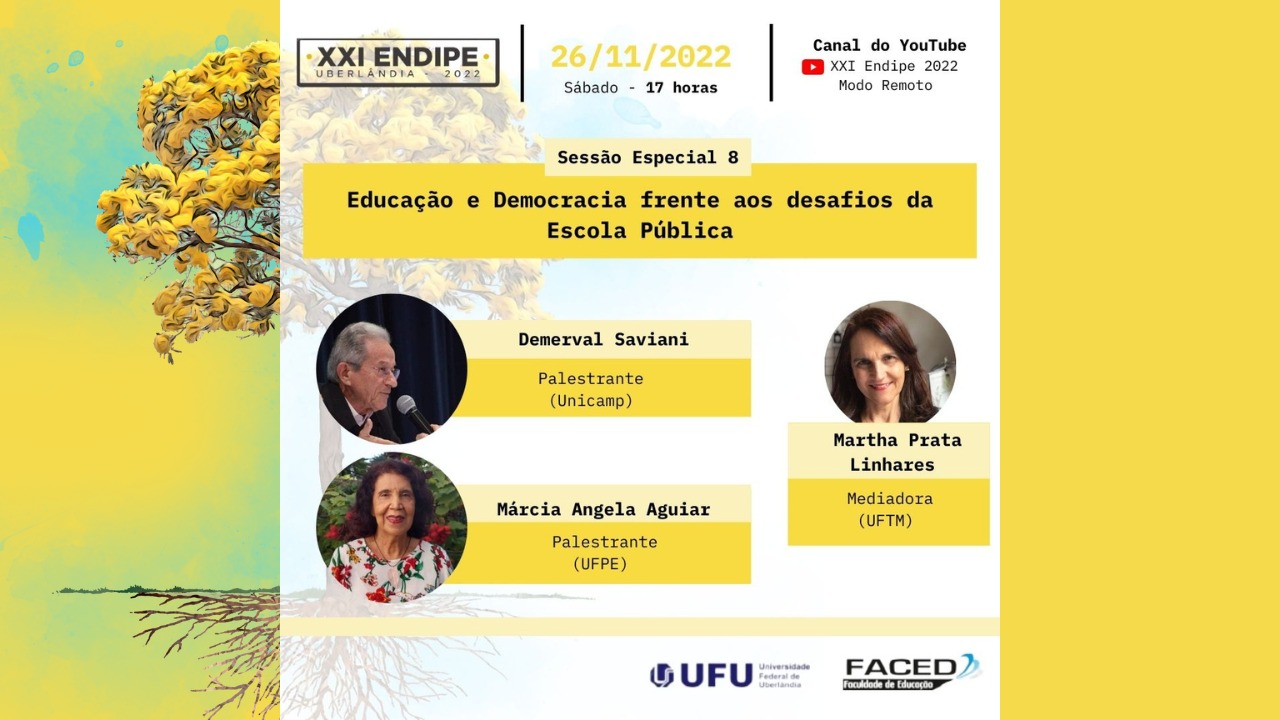 XXI ENDIPE
UBERLÂNDIA - 2022
26/11/2022
Sábado - 17 horas
Canal do YouTube
XXI Endipe 2022
Modo Remoto
Sessão Especial 8
Educação e Democracia frente aos desafios da
Escola Pública
Demerval Saviani
Palestrante
(Unicamp)
Márcia Angela Aguiar
Palestrante
(UFPE)
Martha Prata
Linhares
Mediadora
(UFTM)
UFU
Universidade
Federal de
Uberlândia
FACED
Faculdade de Educação